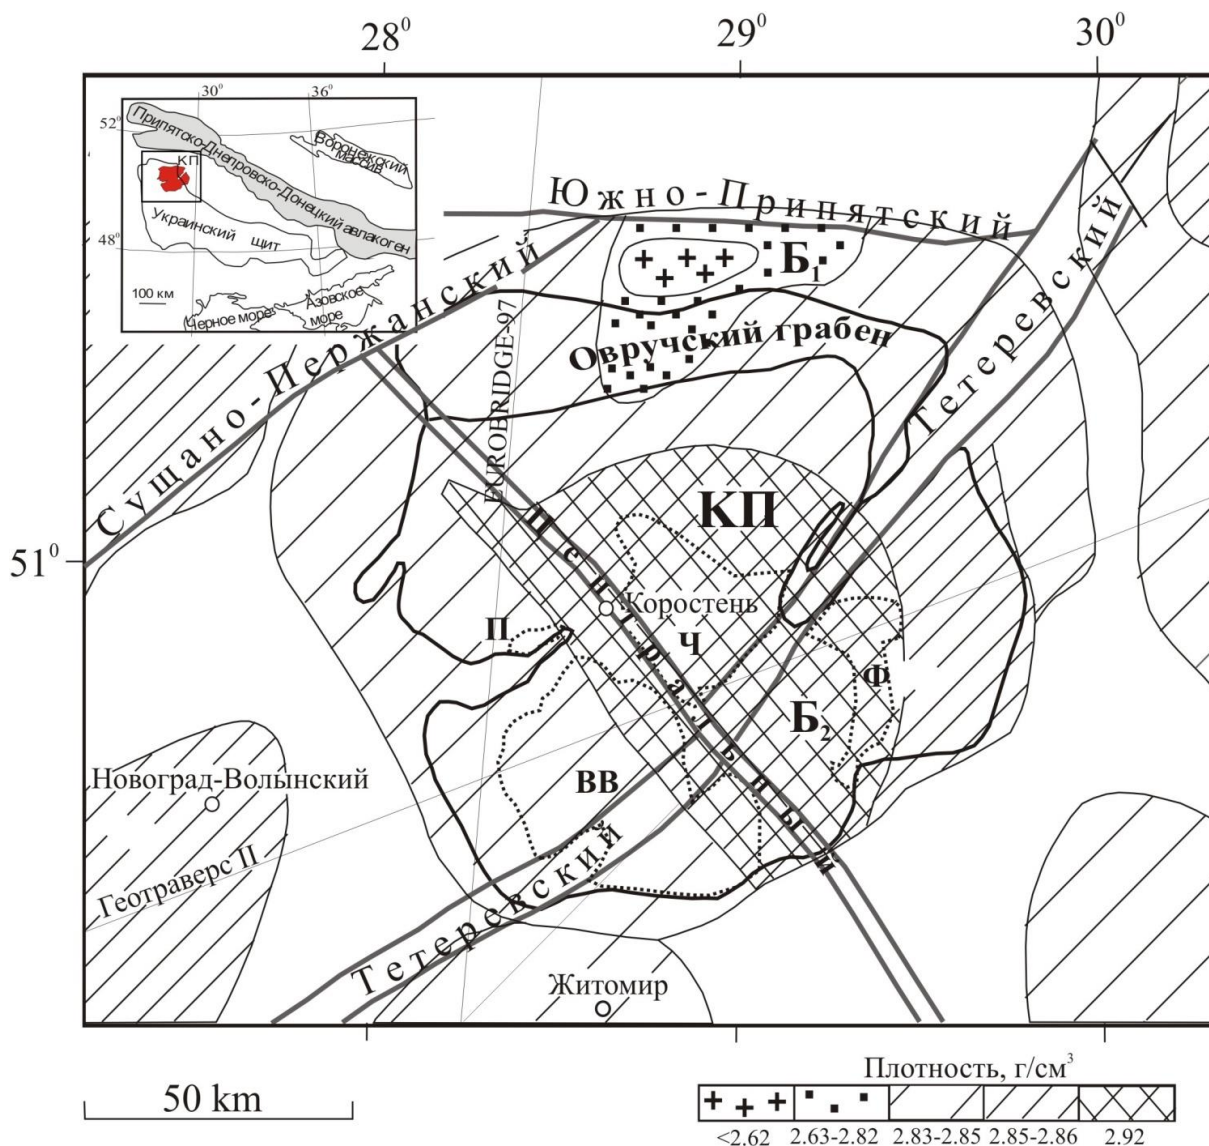 28⁰ 29⁰ 30⁰
30⁰ 36⁰
52⁰
Припятско-Днепровско-Донецкий авлакоген
Воронежский
массив
КП
Украинский щит
48⁰
100 км
Азовское
море
Черное море
Южно-Припятский
Б₁
Сущано-Пержанский
EUROBRIDGE-97
Овручский грабен
Тетеревский
КП
51⁰
Центральный
Коростень
П
Ч
Ф
Б₂
Новоград-Волынский
ВВ
Геотраверс II
Тетеревский
Житомир
50 km
Плотность, г/см³
<2.62 2.63-2.82 2.83-2.85 2.85-2.86 2.92